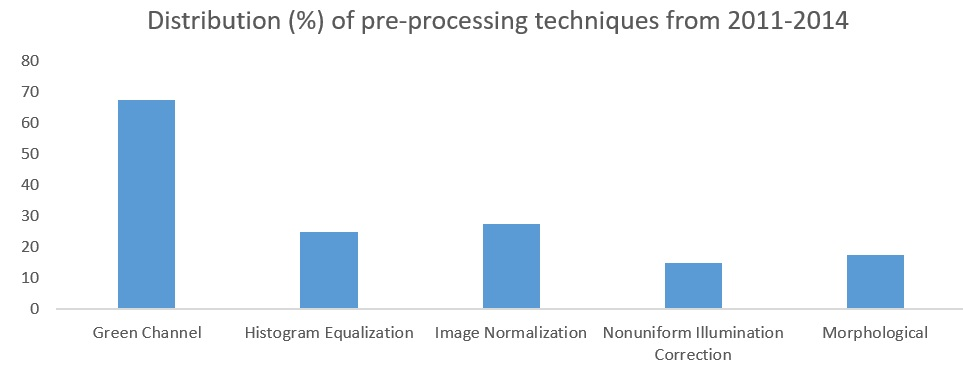 Distribution (%) of pre-processing techniques from 2011-2014
80
70
60
50
40
30
20
10
0
Green Channel
Histogram Equalization
Image Normalization
Nonuniform Illumination
Correction
Morphological